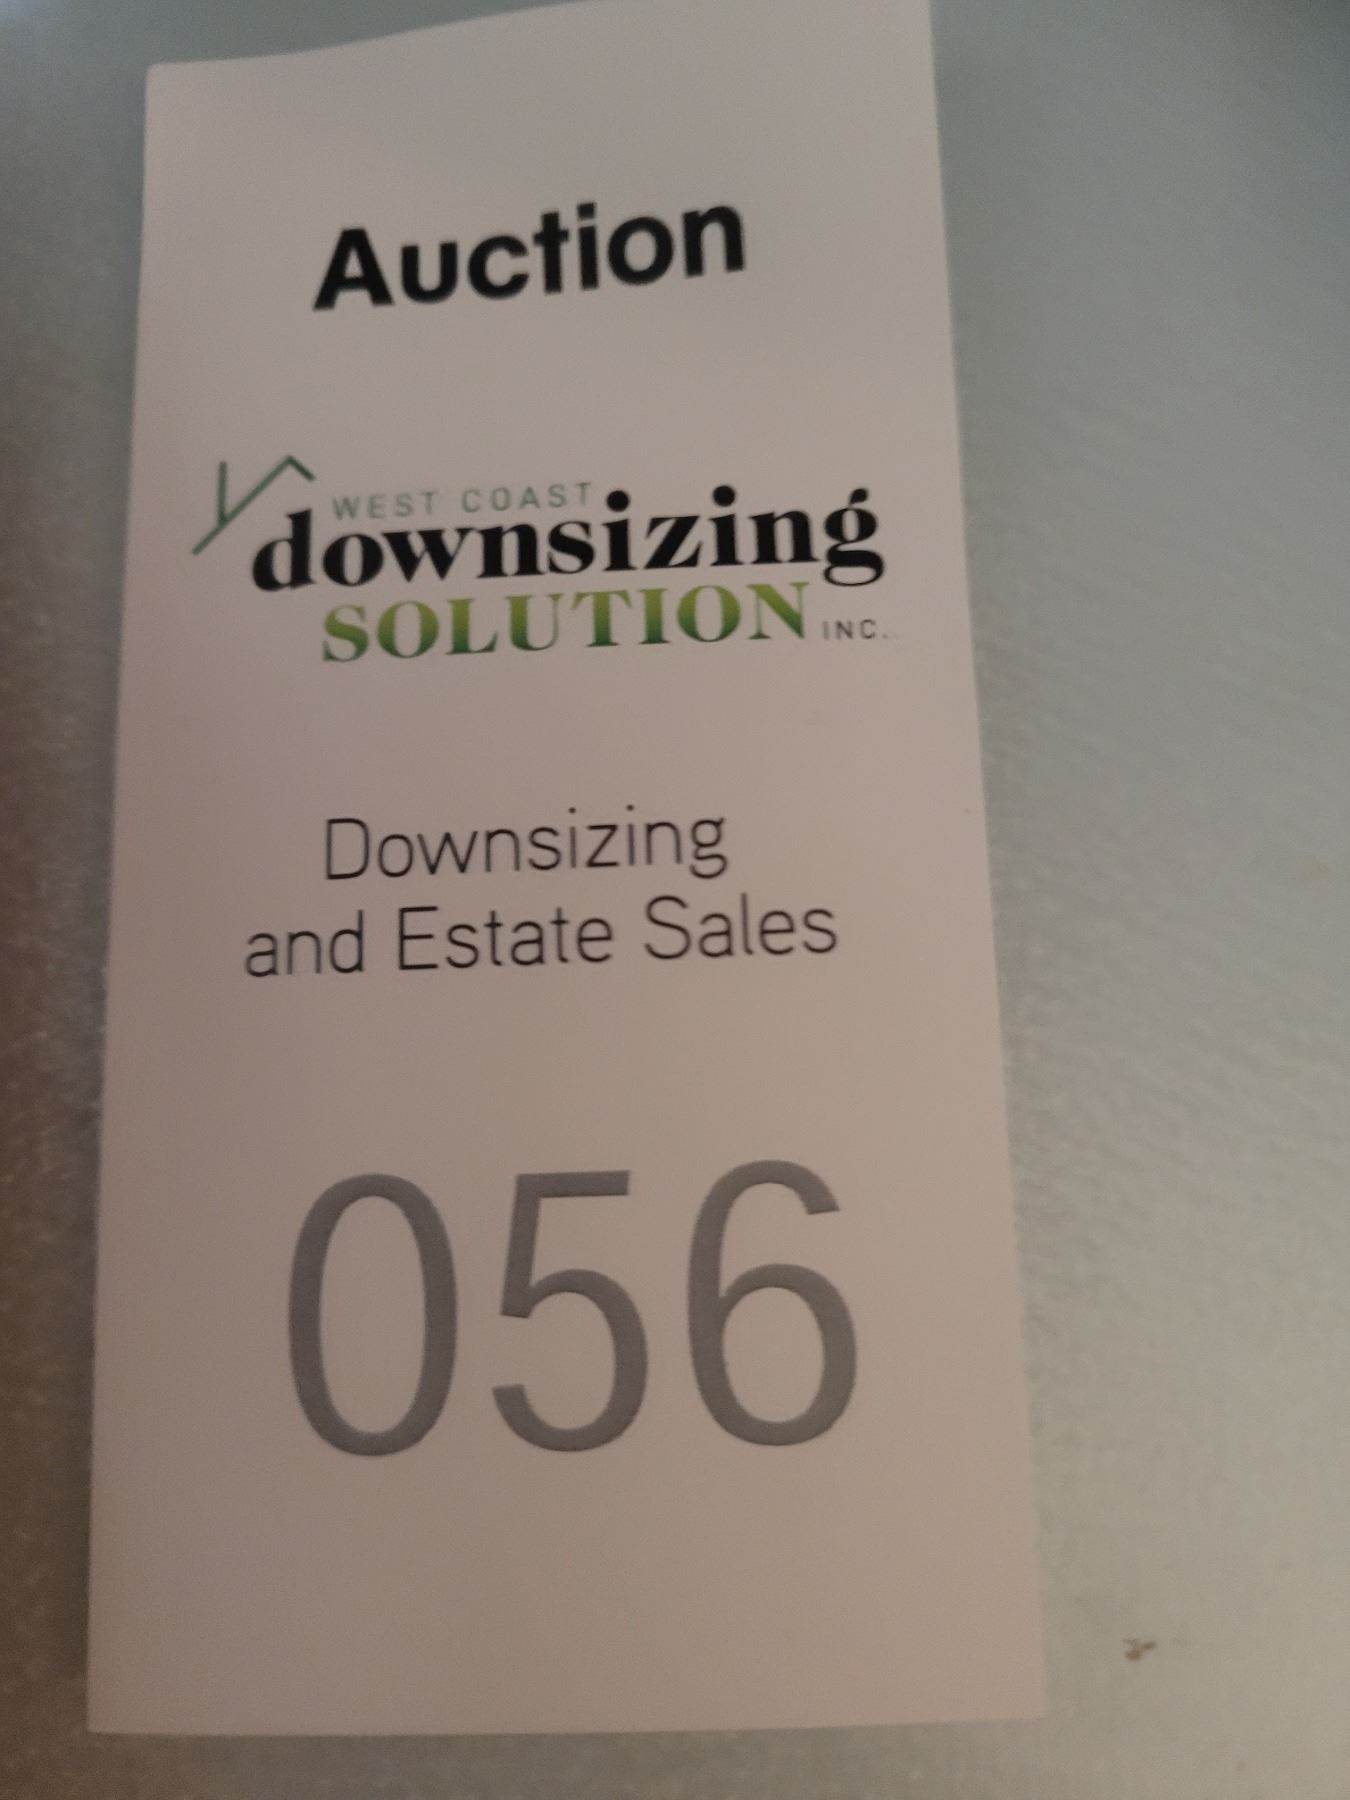 Auction
WEST COAST
downsizing
SOLUTION INC.
Downsizing
and Estate Sales
056